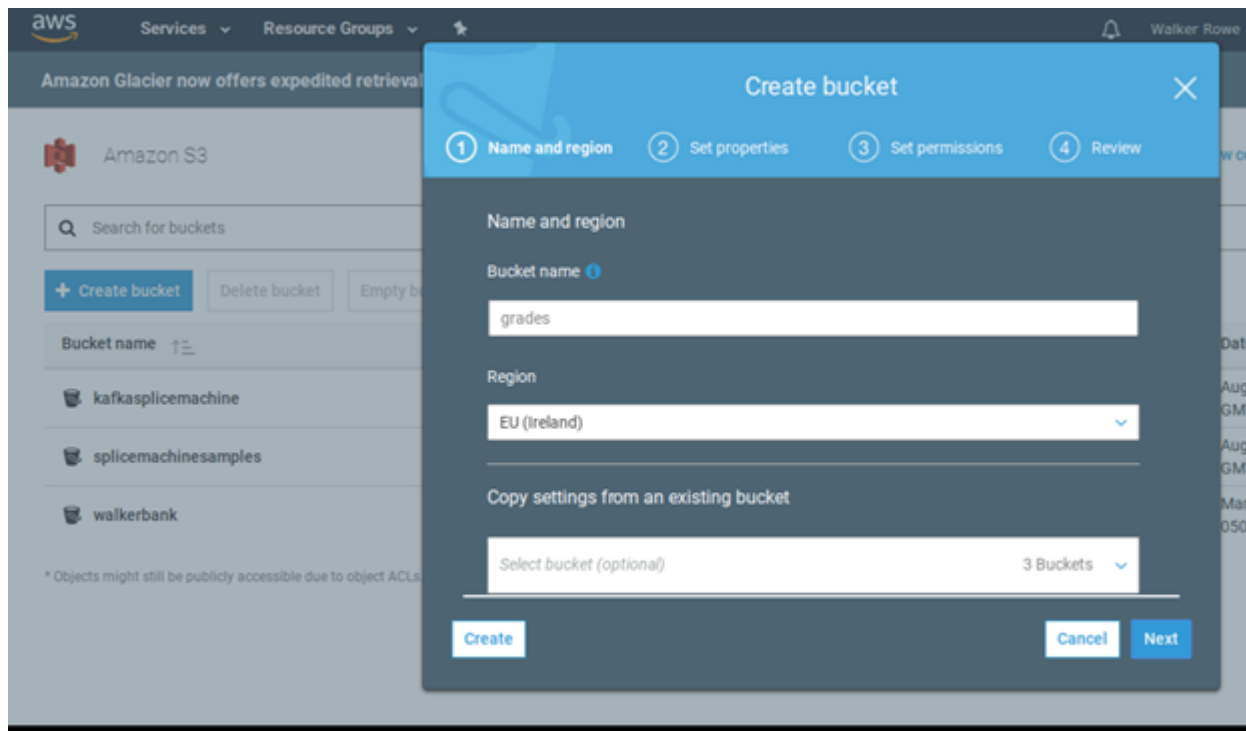 aws Services Resource Groups Walker Rowe
Amazon Glacier now offers expedited retrieval
Amazon S3
Search for buckets
Create bucket Delete bucket Empty
Bucket name
kafkasplicemachine
splicemachinesamples
walkerbank
* Objects might still be publicly accessible due to object ACLs
Create bucket
1 Name and region 2 Set properties 3 Set permissions 4 Review
Name and region
Bucket name
grades
Region
EU (Ireland)
Copy settings from an existing bucket
Select bucket (optional) 3 Buckets
Create Cancel Next